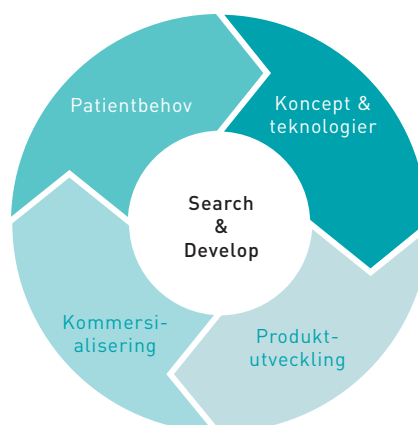 Patientbehov
Koncept &
teknologier
Search
&
Develop
Kommersi-
alisering
Produkt-
utveckling